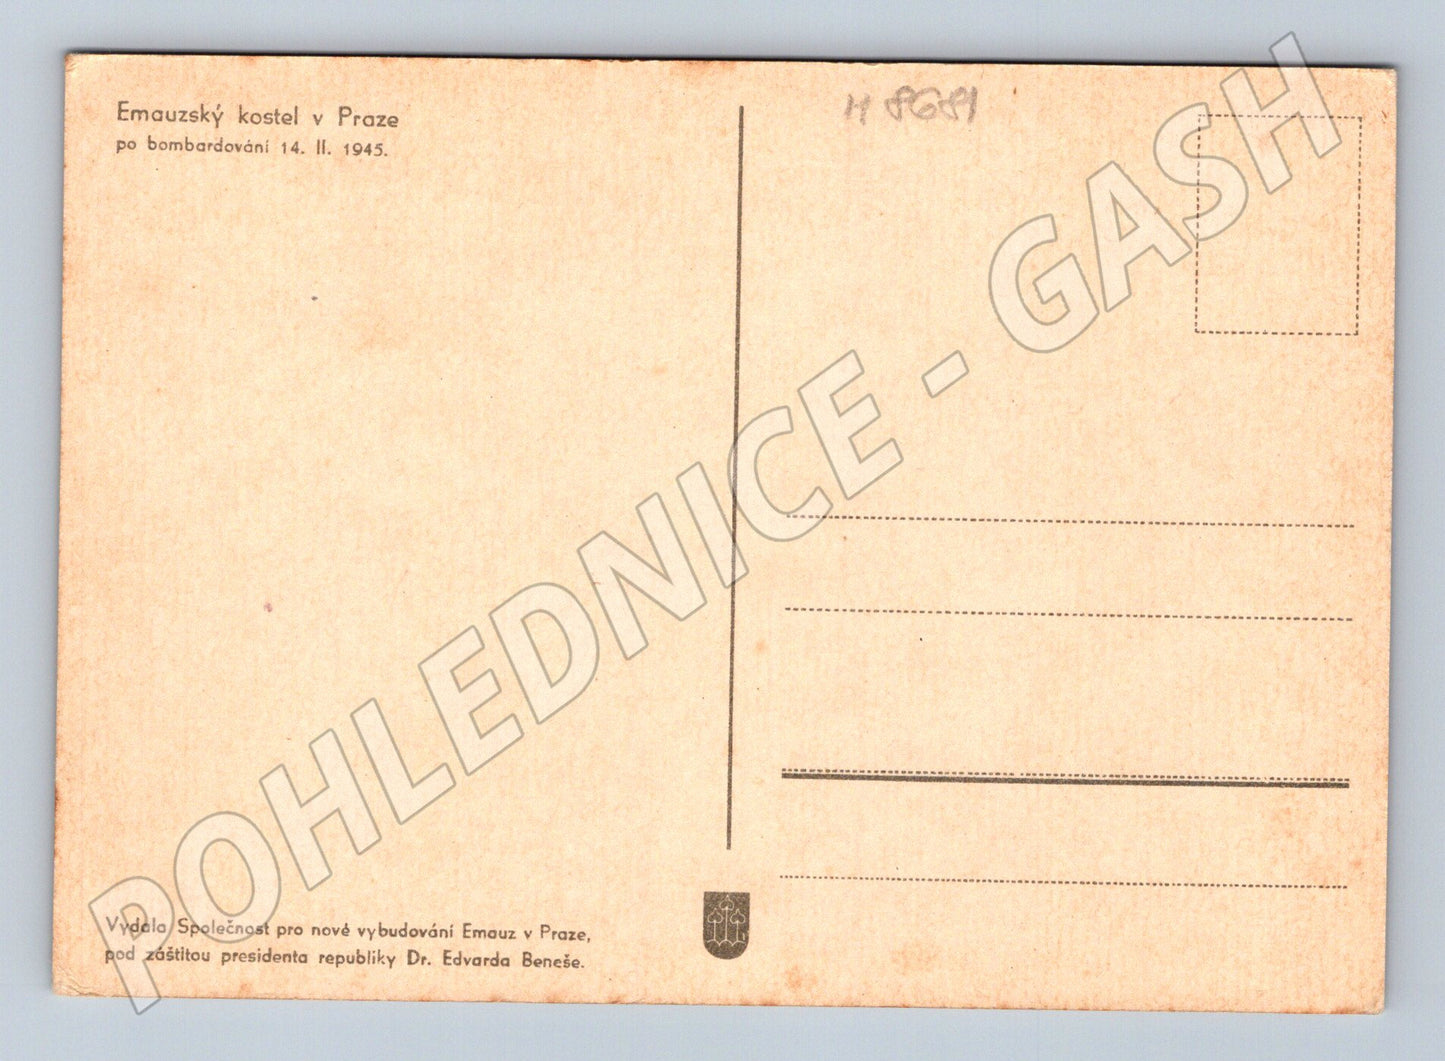 Emauzský kostel v Praze
po bombardování 14. II. 1945.
H 8681
POHLEDNICE - GASH
Vydala Společnost pro nové vybudování Emauz v Praze,
pod záštitou presidenta republiky Dr. Edvarda Beneše.